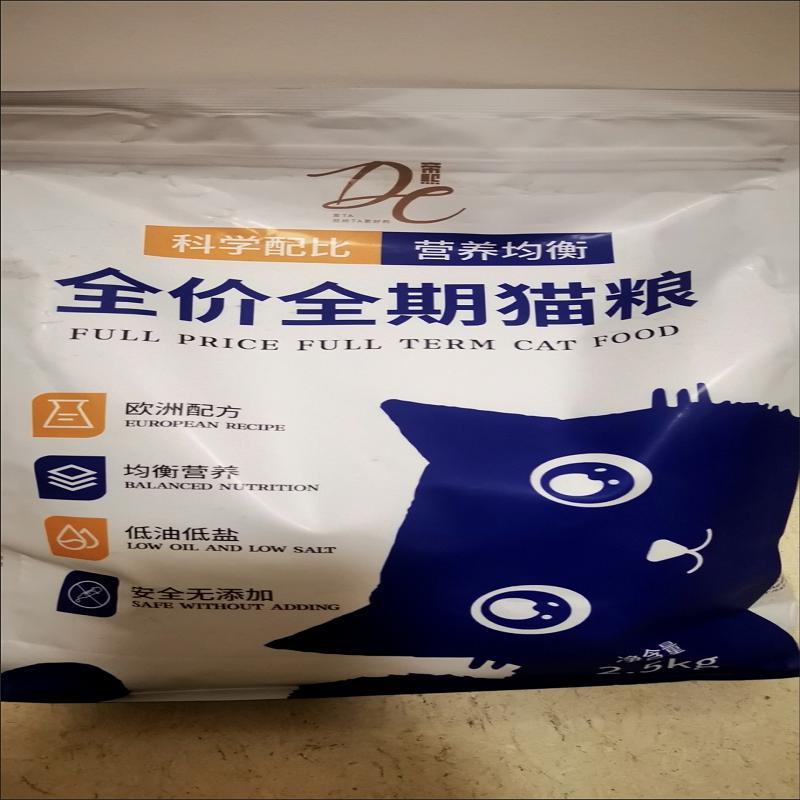 DC
帝熙
科学配比 营养均衡
全价全期猫粮
FULL PRICE FULL TERM CAT FOOD
欧洲配方
EUROPEAN RECIPE
均衡营养
BALANCED NUTRITION
低油低盐
LOW OIL AND LOW SALT
安全无添加
SAFE WITHOUT ADDING
净含量
2.5kg